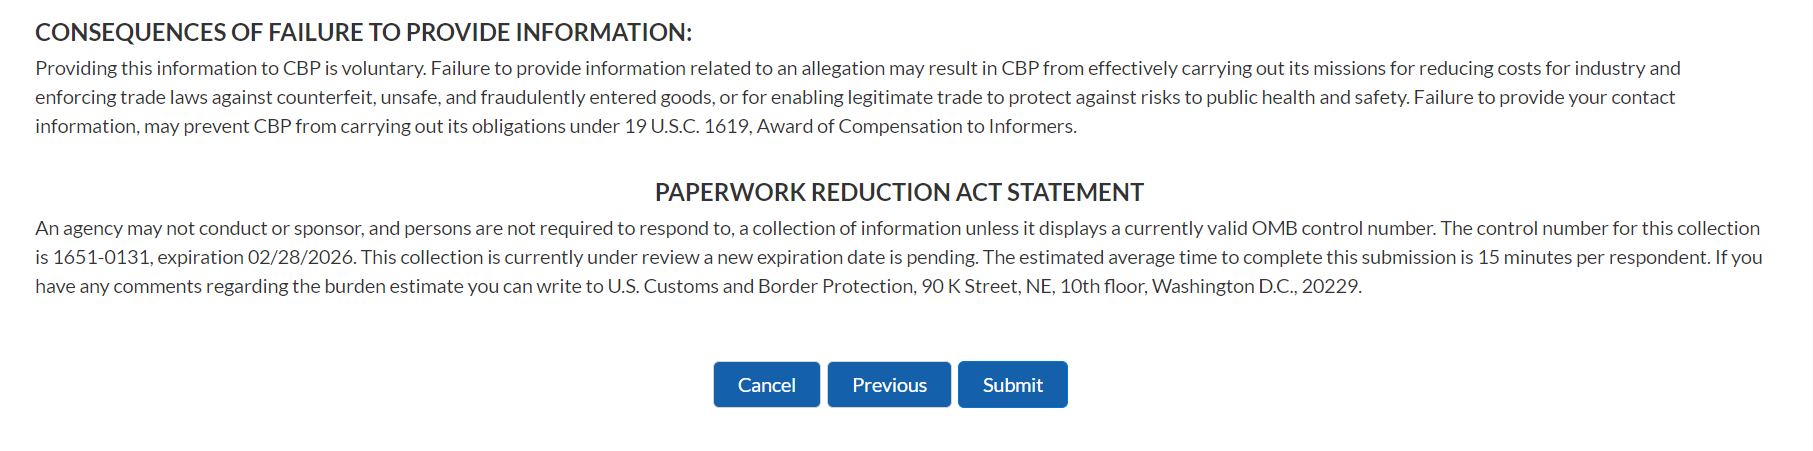 CONSEQUENCES OF FAILURE TO PROVIDE INFORMATION:
Providing this information to CBP is voluntary. Failure to provide information related to an allegation may result in CBP from effectively carrying out its missions for reducing costs for industry and
enforcing trade laws against counterfeit, unsafe, and fraudulently entered goods, or for enabling legitimate trade to protect against risks to public health and safety. Failure to provide your contact
information, may prevent CBP from carrying out its obligations under 19 U.S.C. 1619, Award of Compensation to Informers.
PAPERWORK REDUCTION ACT STATEMENT
An agency may not conduct or sponsor, and persons are not required to respond to, a collection of information unless it displays a currently valid OMB control number. The control number for this collection
is 1651-0131, expiration 02/28/2026. This collection is currently under review a new expiration date is pending. The estimated average time to complete this submission is 15 minutes per respondent. If you
have any comments regarding the burden estimate you can write to U.S. Customs and Border Protection, 90 K Street, NE, 10th floor, Washington D.C., 20229.
Cancel Previous Submit